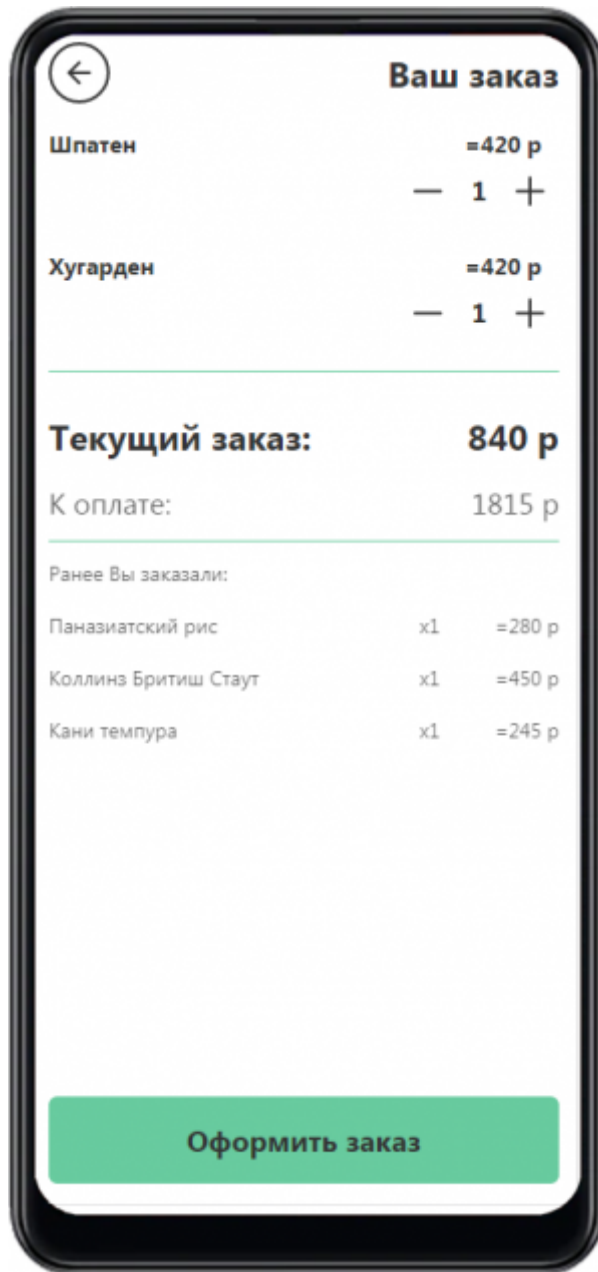 Ваш заказ
Шпатен =420 р
— 1 +
Хугарден =420 р
— 1 +
Текущий заказ: 840 р
К оплате: 1815 р
Ранее Вы заказали:
Паназиатский рис x1 =280 р
Коллинз Бритиш Стаут x1 =450 р
Кани темпура x1 =245 р
Оформить заказ